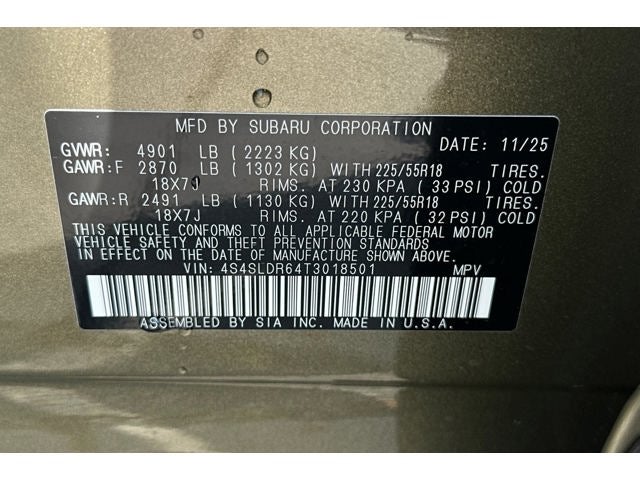 MFD BY SUBARU CORPORATION
GVWR: 4901 LB ( 2223 KG) DATE: 11/25
GAWR:F 2870 LB ( 1302 KG) WITH 225/55R18 TIRES.
18X7J RIMS. AT 230 KPA ( 33 PSI) COLD
GAWR:R 2491 LB ( 1130 KG) WITH 225/55R18 TIRES.
18X7J RIMS. AT 220 KPA ( 32 PSI) COLD
THIS VEHICLE CONFORMS TO ALL APPLICABLE FEDERAL MOTOR
VEHICLE SAFETY AND THEFT PREVENTION STANDARDS
IN EFFECT ON THE DATE OF MANUFACTURE SHOWN ABOVE.
VIN: 4S4SLDR64T3018501 MPV
ASSEMBLED BY SIA INC. MADE IN U.S.A.